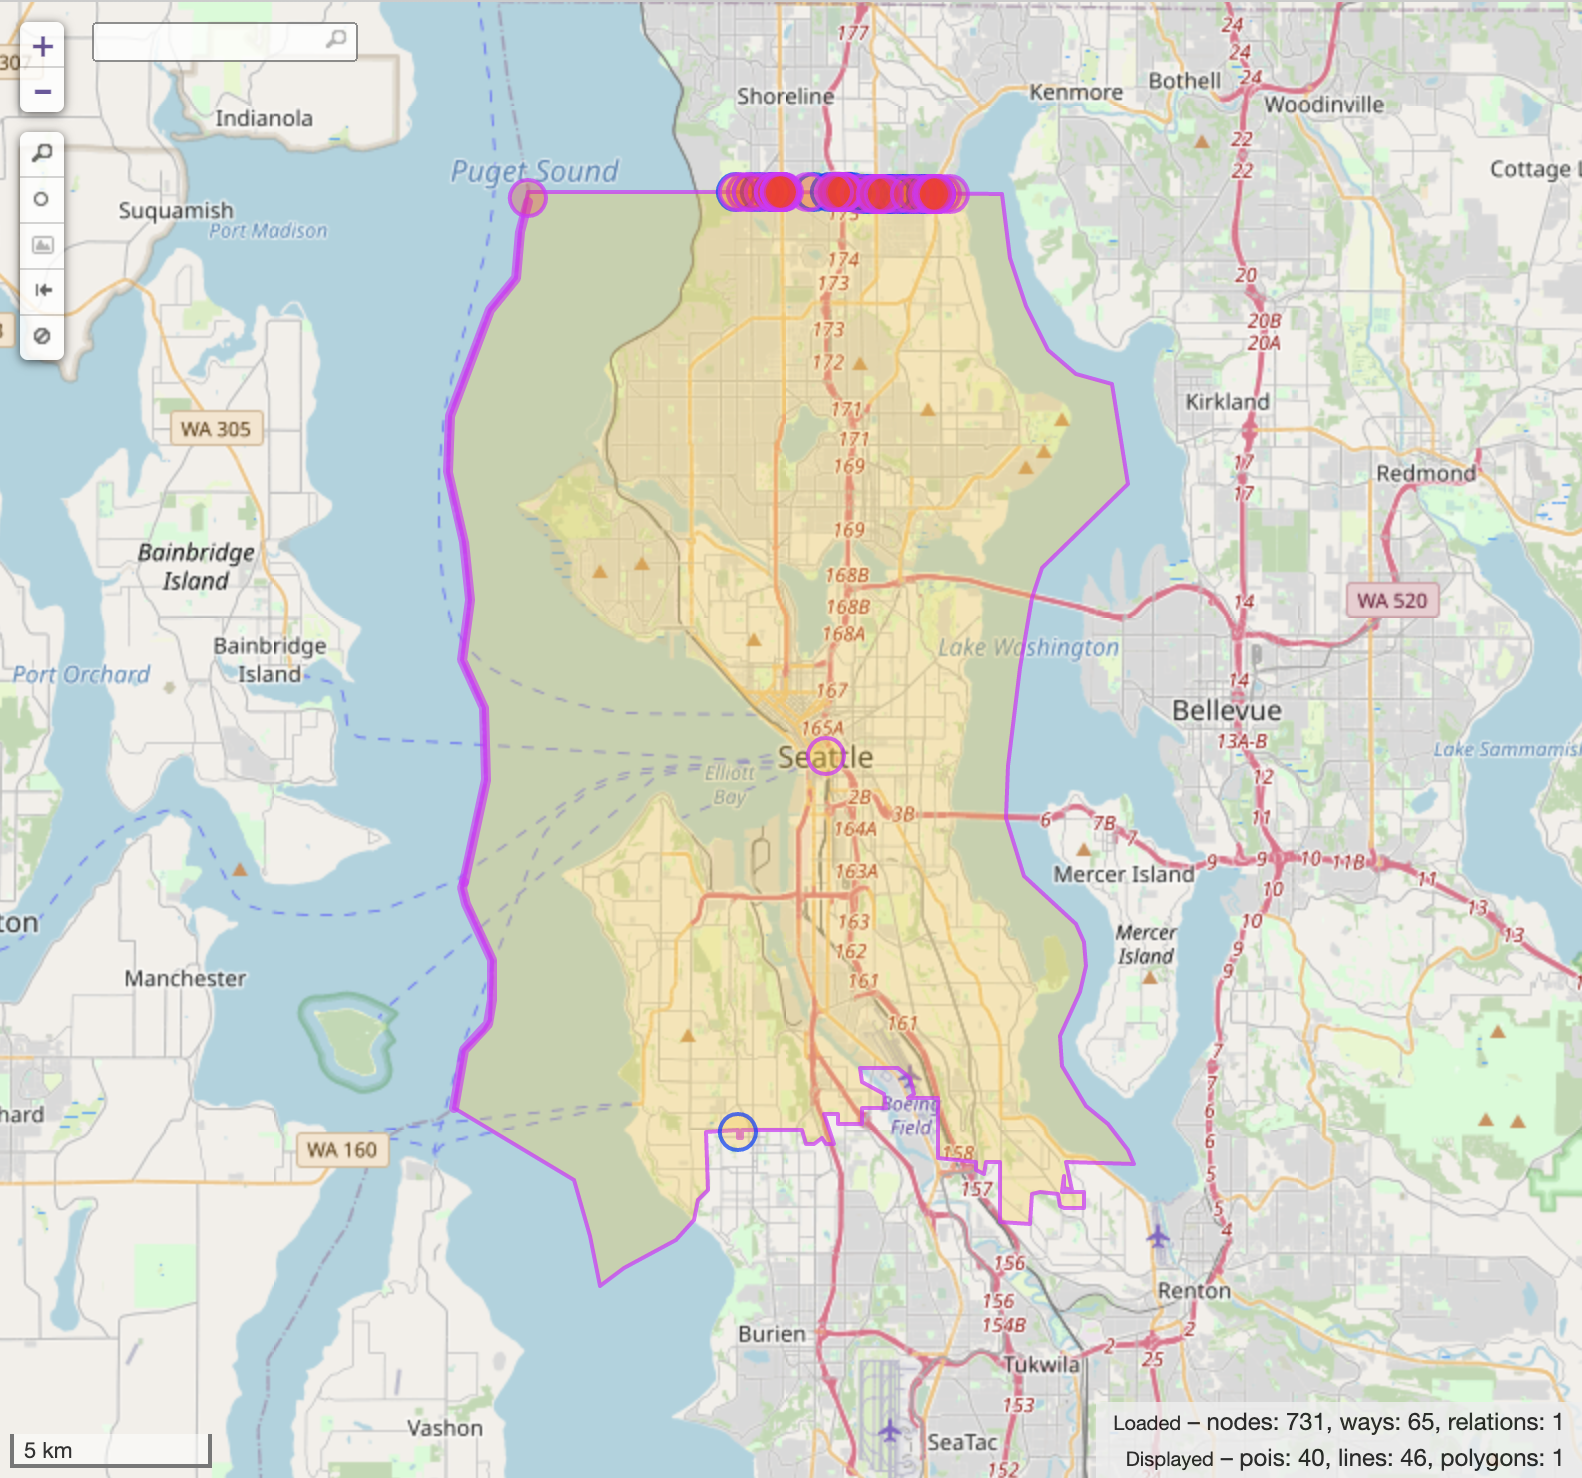 177
24
24
24
307
Shoreline
Kenmore
Bothell
Woodinville
Indianola
22
22
Puget Sound
Cottage L
Suquamish
Port Madison
173
174
173
20
20B
20A
173
172
Kirkland
171
171
WA 305
169
17
17
Redmond
169
Bainbridge
Island
168B
168B
14
WA 520
168A
Bainbridge
Island
Lake Washington
Port Orchard
167
14
165A
Bellevue
13A-B
Seattle
Lake Sammamish
Elliott
Bay
12
2B
3B
164A
6
7B
7
11
9
9
10
11B
11
163A
Mercer Island
10
13
163
10
13
ton
162
Mercer
Island
9
9
Manchester
161
161
7
7
hard
Boeing
Field
6
6
WA 160
158
157
5
5
4
156
Renton
156
154B
Burien
2
2
25
Tukwila
153
Vashon
SeaTac
152
5 km
Loaded – nodes: 731, ways: 65, relations: 1
Displayed – pois: 40, lines: 46, polygons: 1